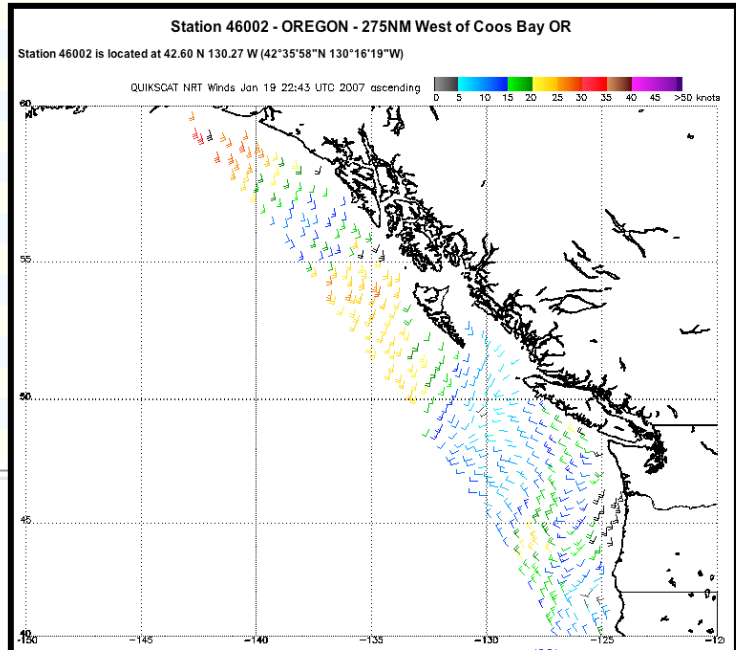 Station 46002 - OREGON - 275NM West of Coos Bay OR
Station 46002 is located at 42.60 N 130.27 W (42°35'58"N 130°16'19"W)
QUIKSCAT NRT Winds Jan 19 22:43 UTC 2007 ascending
0 5 10 15 20 25 30 35 40 45 >50 knots
60
55
50
45
40
-150 -145 -140 -135 -130 -125 -12